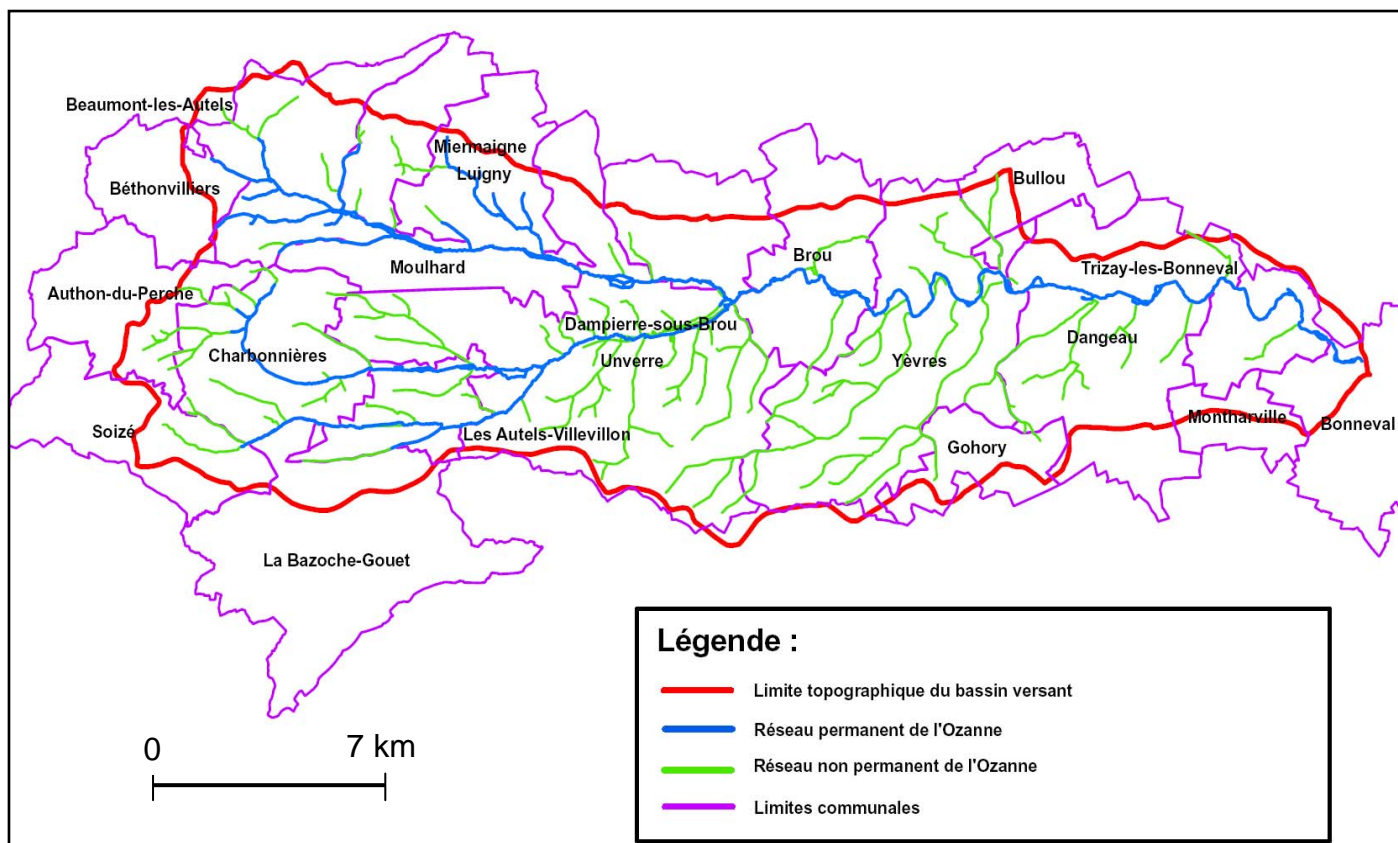 Beaumont-les-Autels
Miermaigne
Luigny
Béthonvilliers
Bullou
Brou
Moulhard
Trizay-les-Bonneval
Authon-du-Perche
Dampierre-sous-Brou
Dangeau
Charbonnières
Unverre
Yèvres
Montharville
Bonneval
Soizé
Les Autels-Villevillon
Gohory
La Bazoche-Gouet
Légende :
Limite topographique du bassin versant
Réseau permanent de l'Ozanne
Réseau non permanent de l'Ozanne
Limites communales
0 7 km